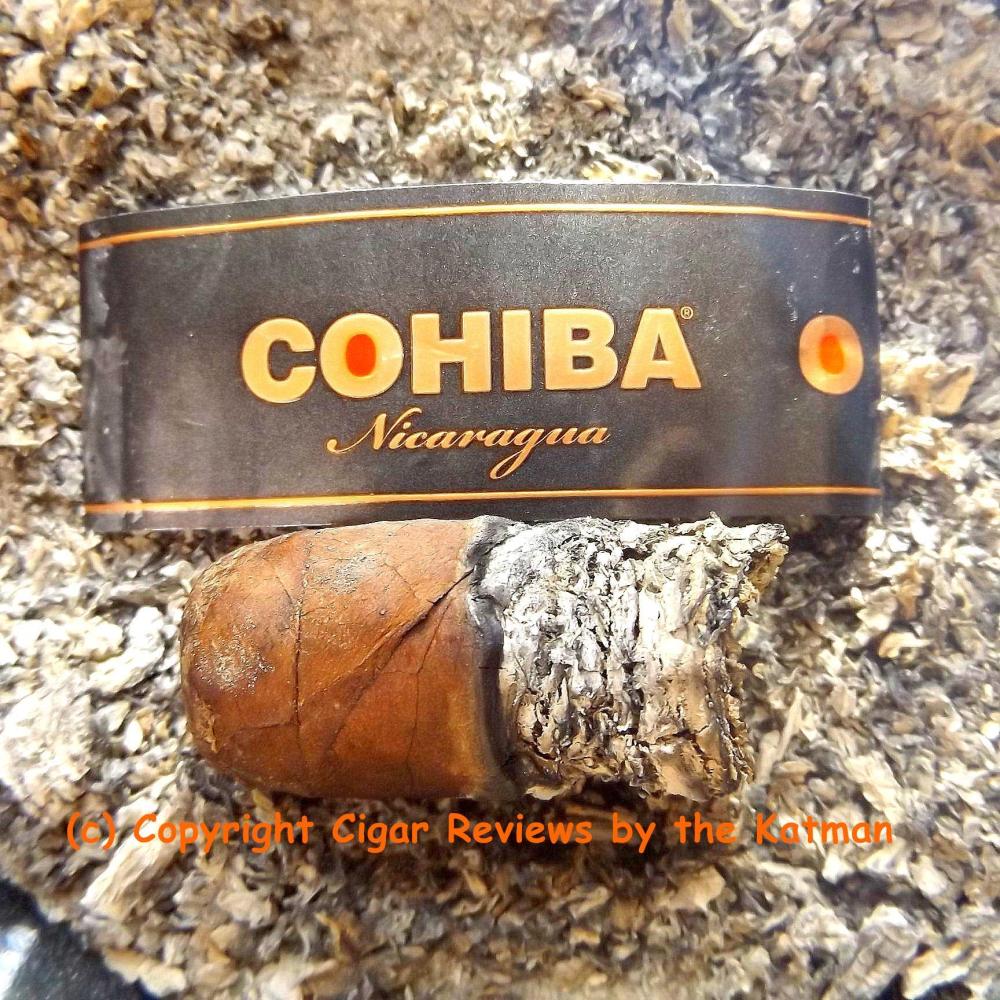 COHIBA®
Nicaragua
(c) Copyright Cigar Reviews by the Katman